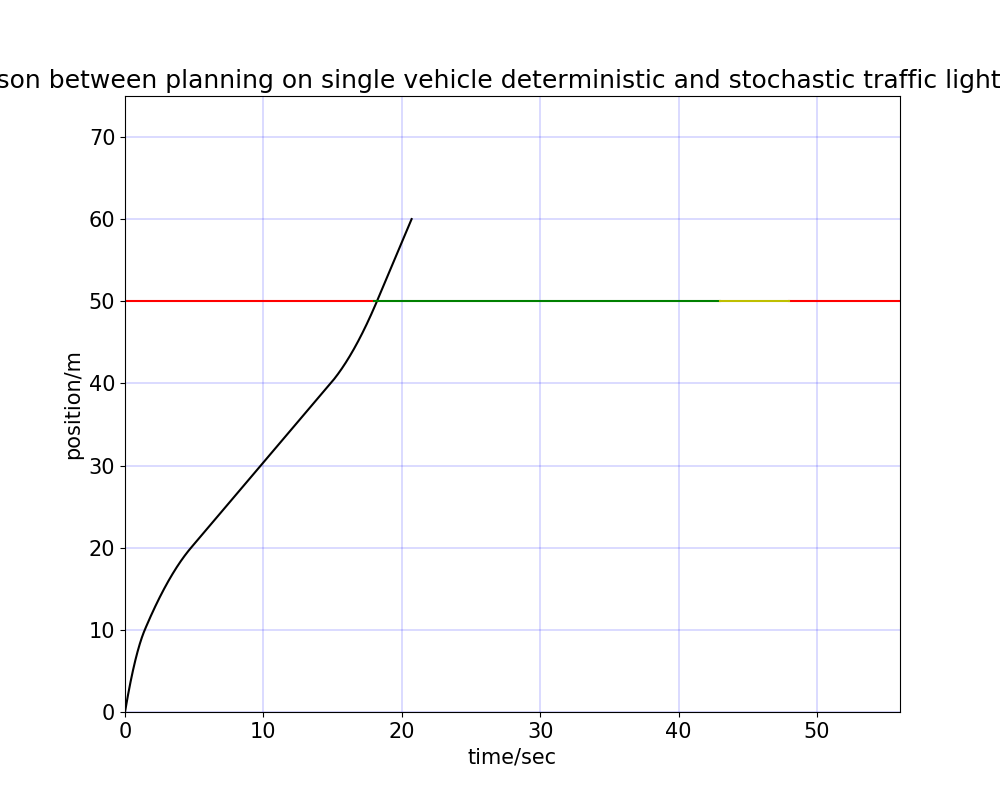 son between planning on single vehicle deterministic and stochastic traffic light
70
60
50
40
30
20
10
0
position/m
0 10 20 30 40 50
time/sec